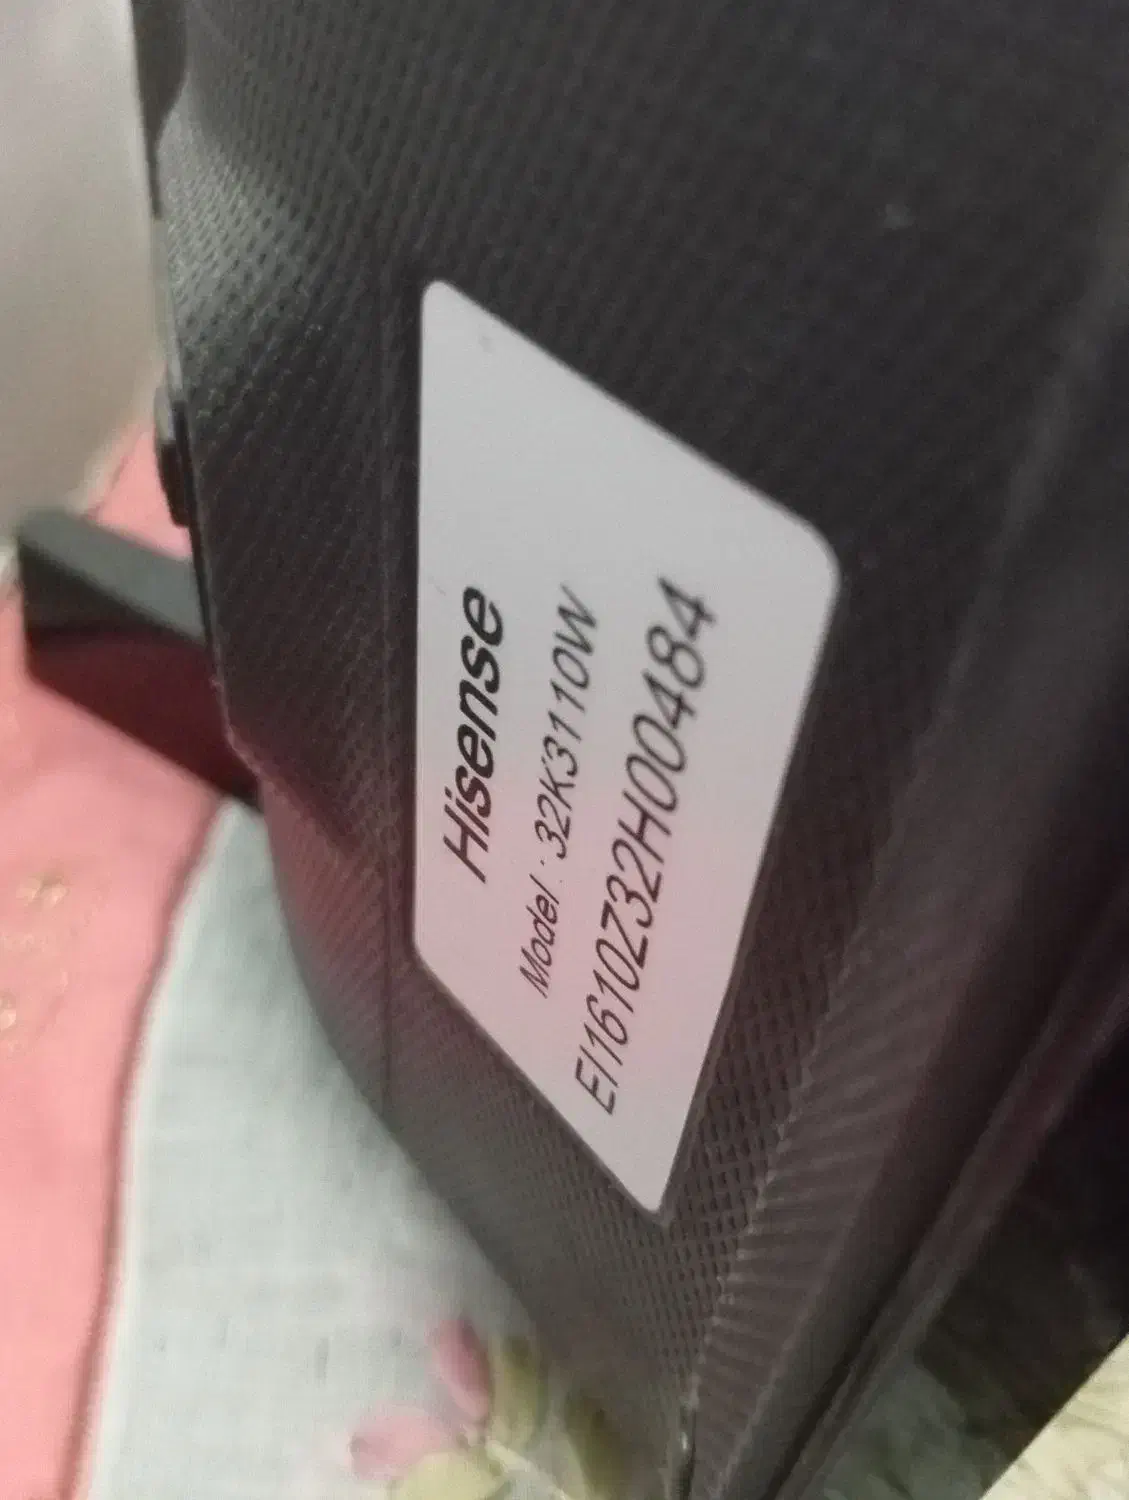 Hisense
Model : 32K3110W
EI1610Z32H00484